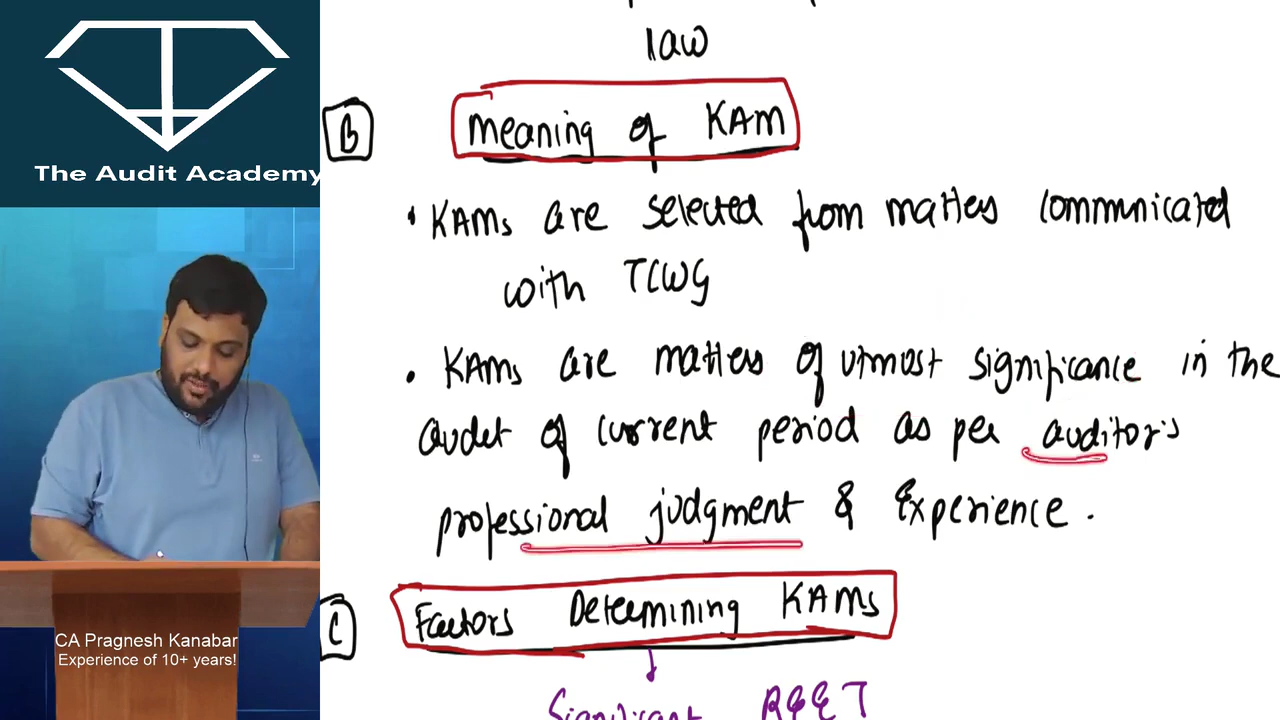 law
The Audit Academy
B
Meaning of KAM
• KAMs are selected from matters communicated
with TCWG
• KAMs are matters of utmost significance in the
audit of current period as per auditor's
professional judgment & Experience.
C
Factors Determining KAMs
Significant
CA Pragnesh Kanabar
Experience of 10+ years!